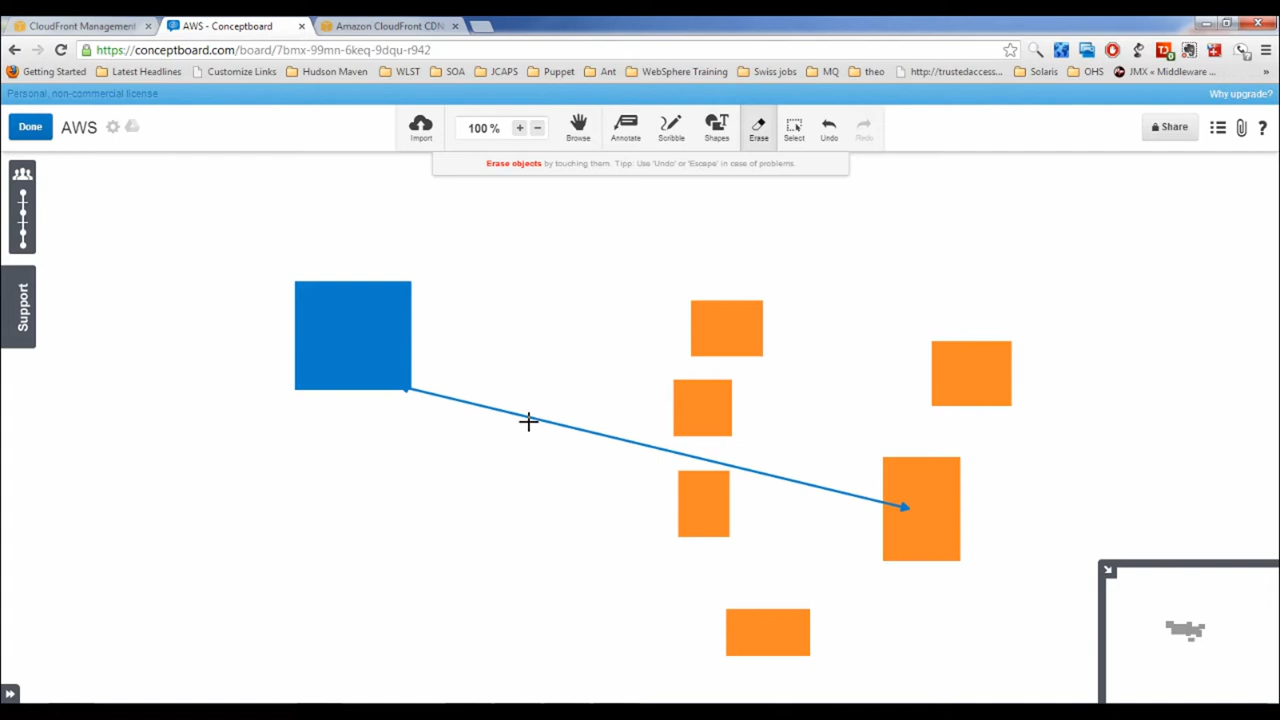 CloudFront Management
AWS - Conceptboard
Amazon CloudFront CDN
https://conceptboard.com/board/7bmx-99mn-6keq-9dqu-r942
Getting Started
Latest Headlines
Customize Links
Hudson Maven
WLST
SOA
JCAPS
Puppet
Ant
WebSphere Training
Swiss jobs
MQ
theo
http://trustedaccess...
Solaris
OHS
JMX « Middleware ...
Personal, non-commercial license
Why upgrade?
Done
AWS
Import
100 %
Browse
Annotate
Scribble
Shapes
Erase
Select
Undo
Redo
Share
Erase objects by touching them. Tipp: Use 'Undo' or 'Escape' in case of problems.
Support